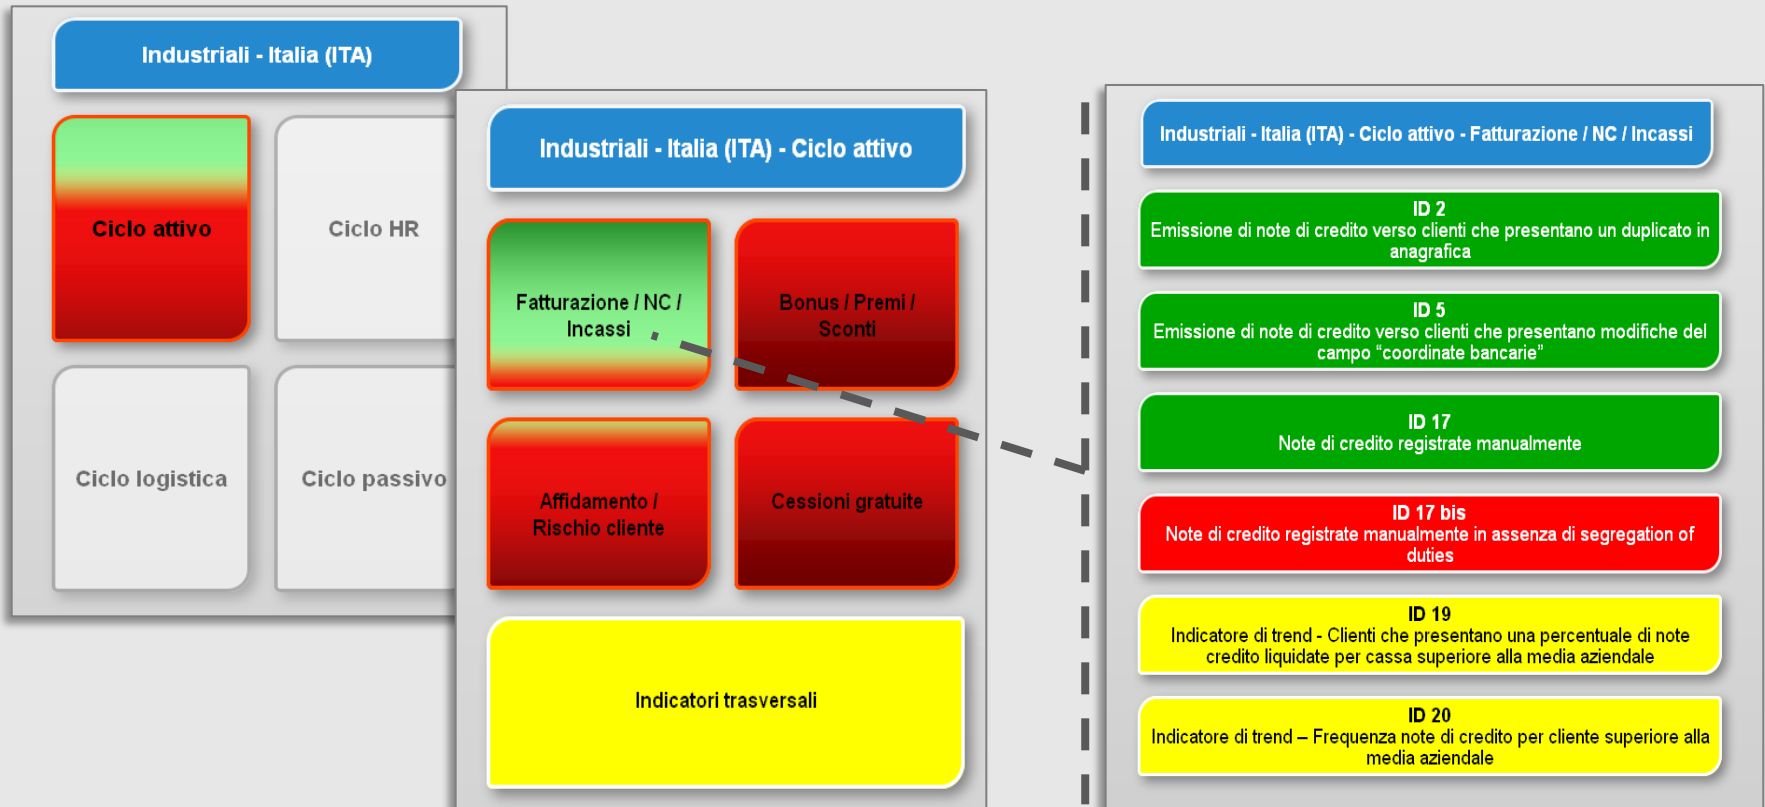 Industriali - Italia (ITA)
Ciclo attivo
Ciclo HR
Ciclo logistica
Ciclo passivo
Industriali - Italia (ITA) - Ciclo attivo
Fatturazione / NC /
Incassi
Bonus / Premi /
Sconti
Affidamento /
Rischio cliente
Cessioni gratuite
Indicatori trasversali
Industriali - Italia (ITA) - Ciclo attivo - Fatturazione / NC / Incassi
ID 2
Emissione di note di credito verso clienti che presentano un duplicato in
anagrafica
ID 5
Emissione di note di credito verso clienti che presentano modifiche del
campo “coordinate bancarie”
ID 17
Note di credito registrate manualmente
ID 17 bis
Note di credito registrate manualmente in assenza di segregation of
duties
ID 19
Indicatore di trend - Clienti che presentano una percentuale di note
credito liquidate per cassa superiore alla media aziendale
ID 20
Indicatore di trend – Frequenza note di credito per cliente superiore alla
media aziendale